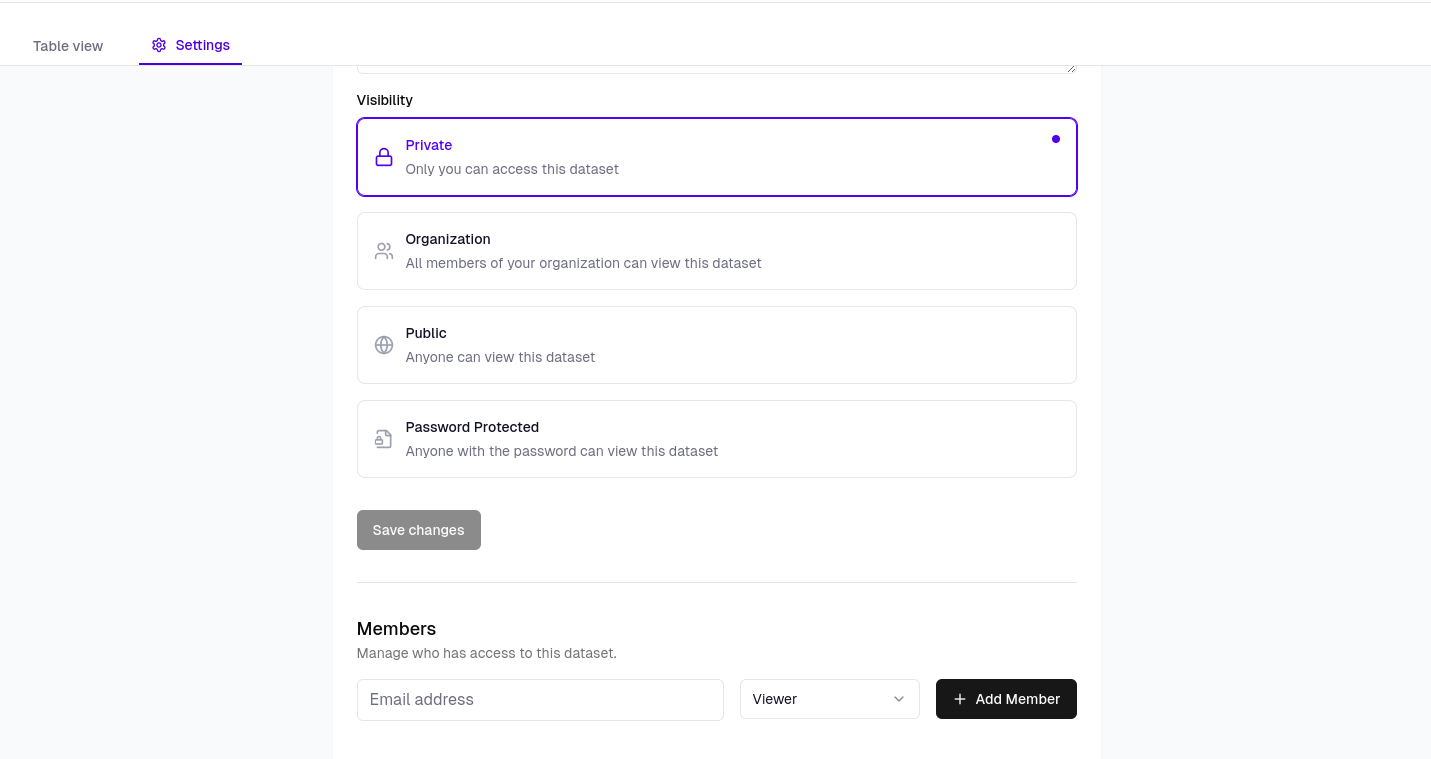 Table view
Settings
Visibility
Private
Only you can access this dataset
Organization
All members of your organization can view this dataset
Public
Anyone can view this dataset
Password Protected
Anyone with the password can view this dataset
Save changes
Members
Manage who has access to this dataset.
Email address
Viewer
Add Member